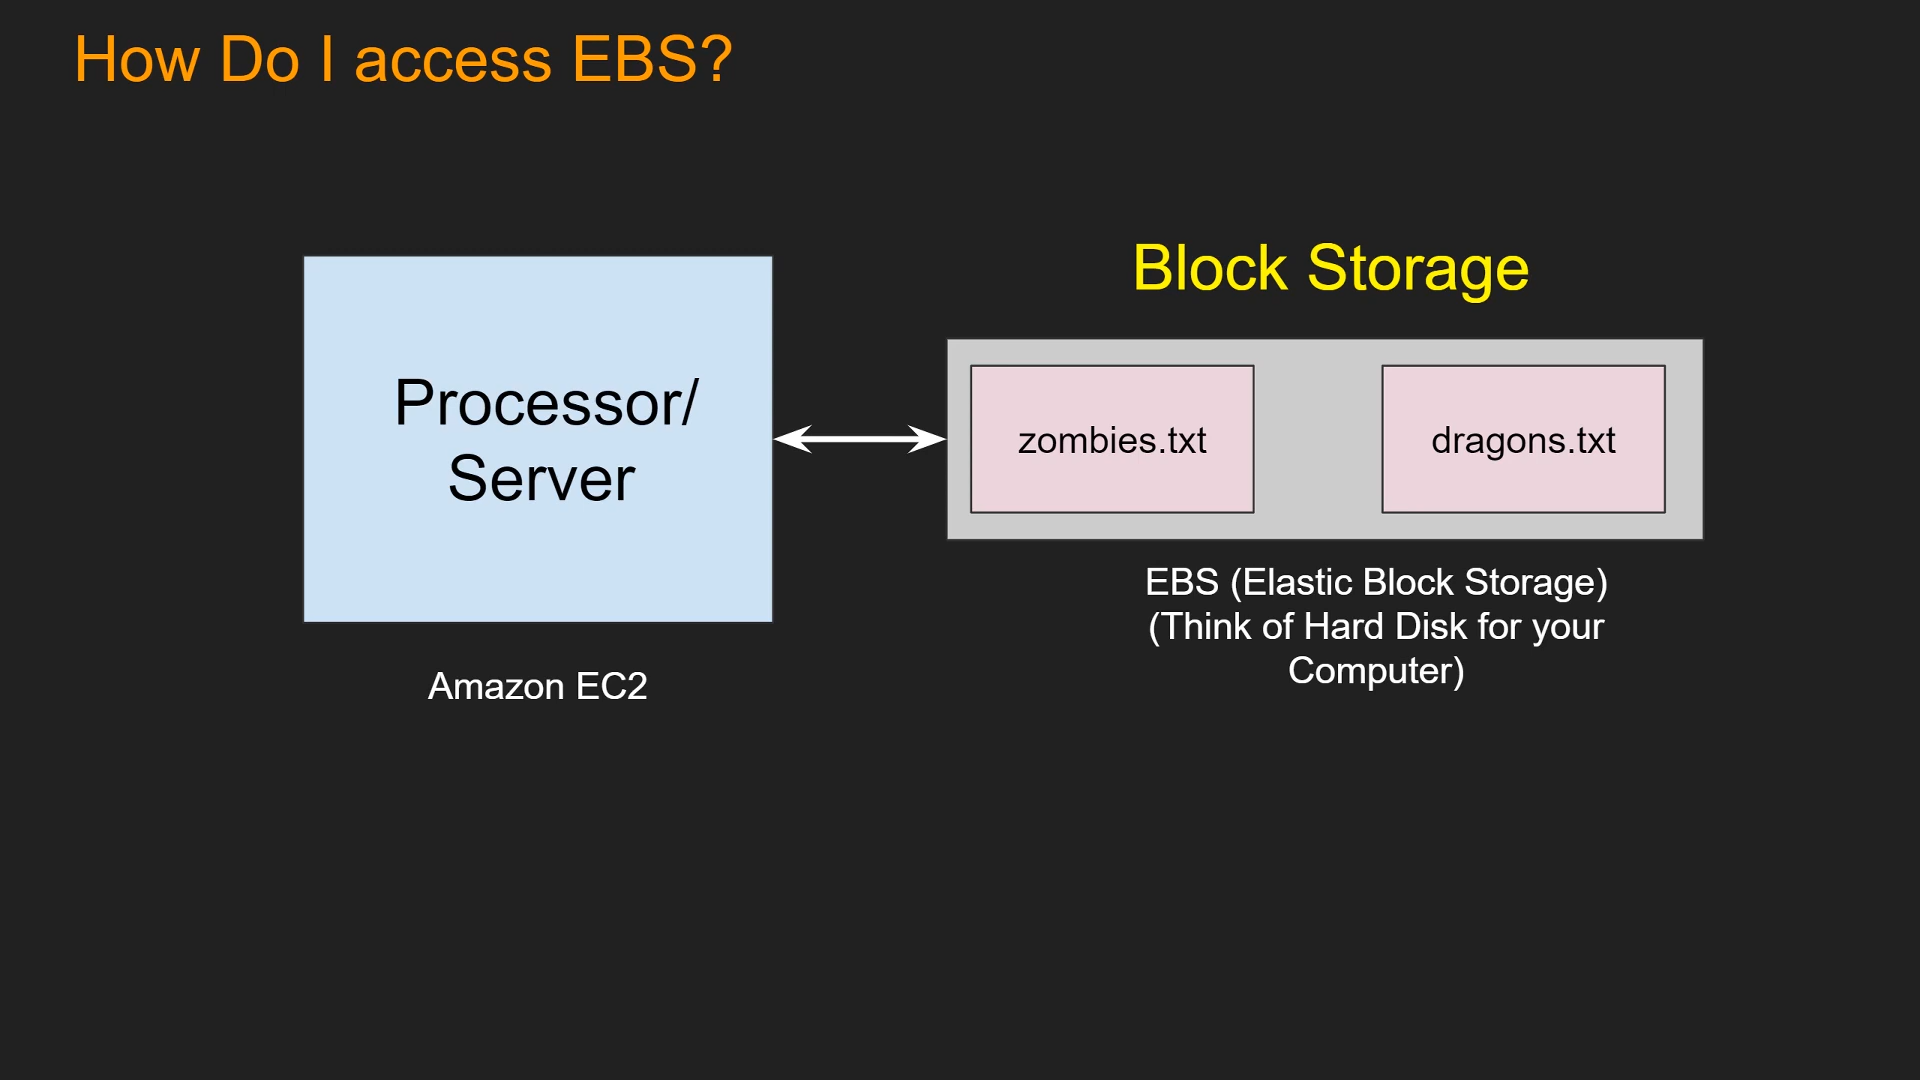 How Do I access EBS?
Block Storage
Processor/
Server
zombies.txt
dragons.txt
EBS (Elastic Block Storage)
(Think of Hard Disk for your
Computer)
Amazon EC2